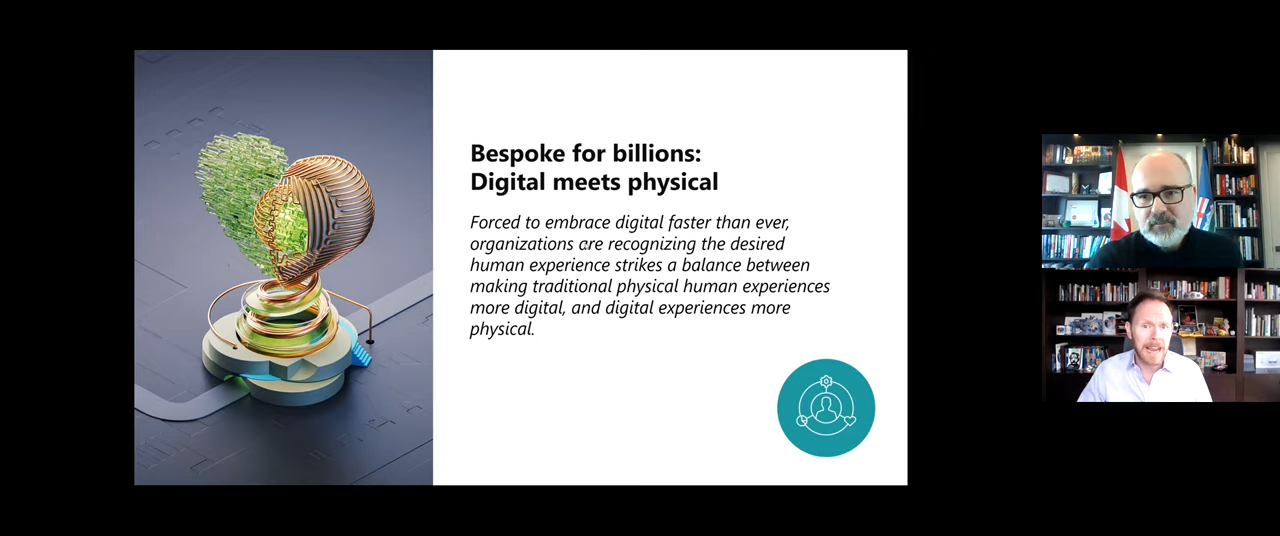 Bespoke for billions:
Digital meets physical
Forced to embrace digital faster than ever,
organizations are recognizing the desired
human experience strikes a balance between
making traditional physical human experiences
more digital, and digital experiences more
physical.